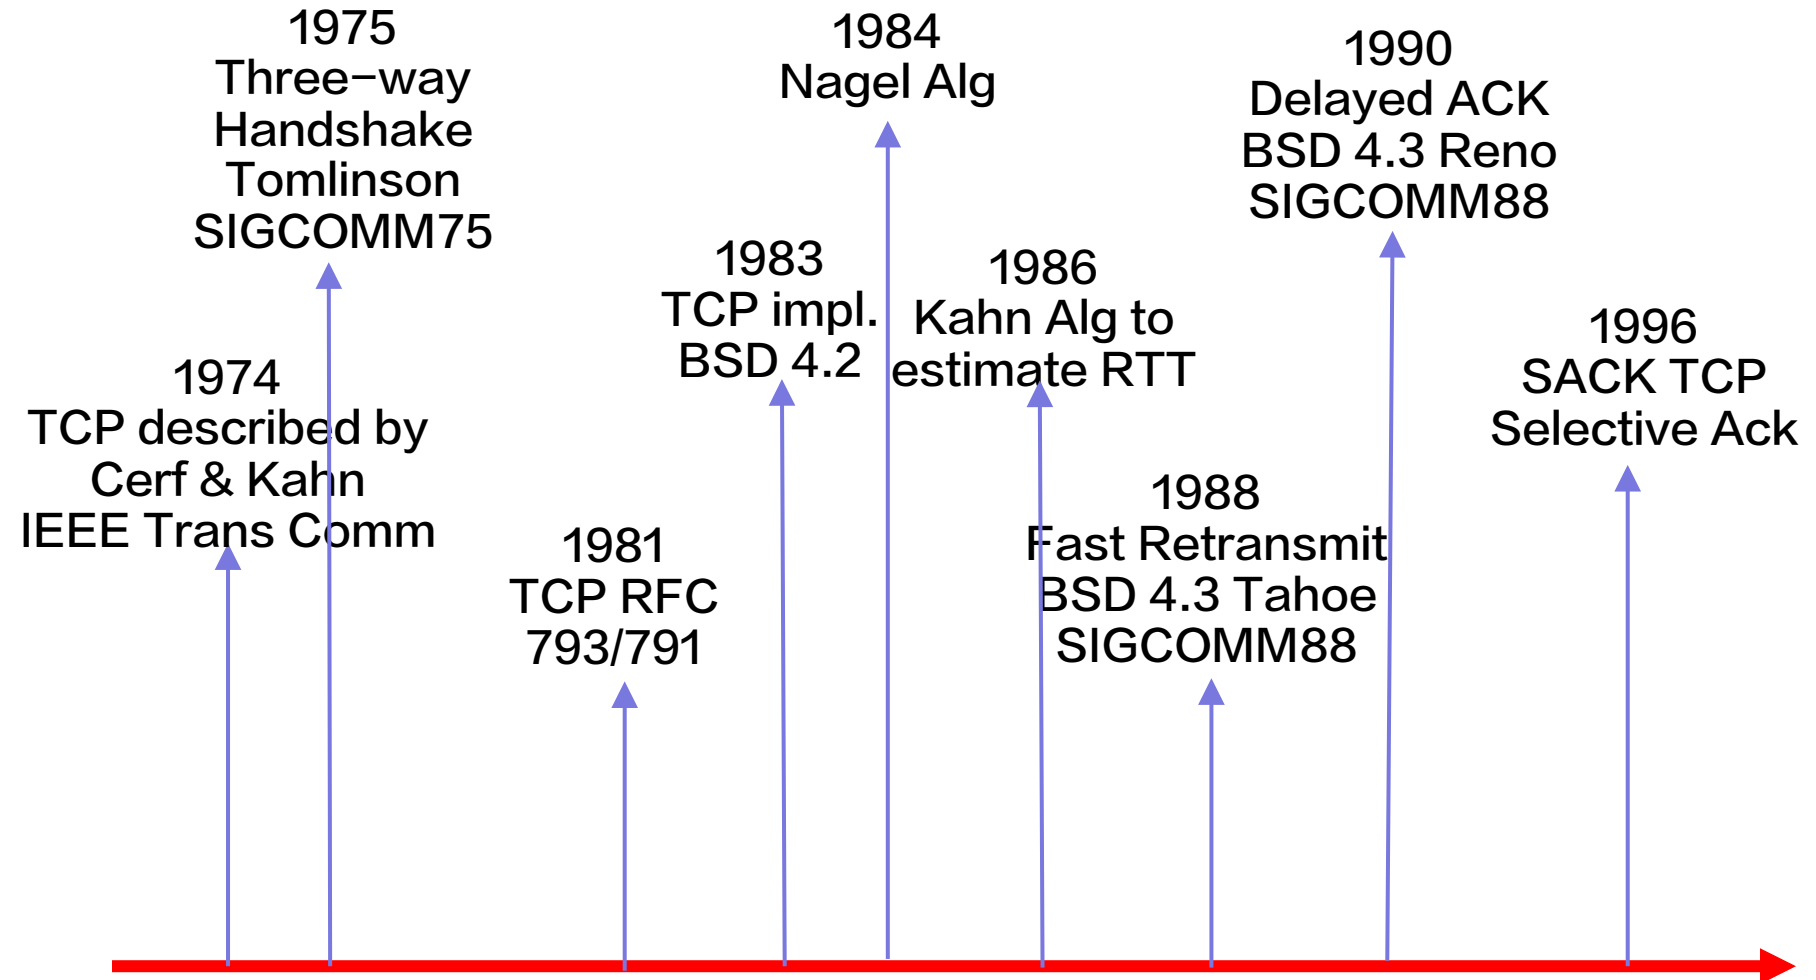 1975
Three-way
Handshake
Tomlinson
SIGCOMM75
1984
Nagel Alg
1990
Delayed ACK
BSD 4.3 Reno
SIGCOMM88
1983
TCP impl.
BSD 4.2
1986
Kahn Alg to
estimate RTT
1996
SACK TCP
Selective Ack
1974
TCP described by
Cerf & Kahn
IEEE Trans Comm
1981
TCP RFC
793/791
1988
Fast Retransmit
BSD 4.3 Tahoe
SIGCOMM88